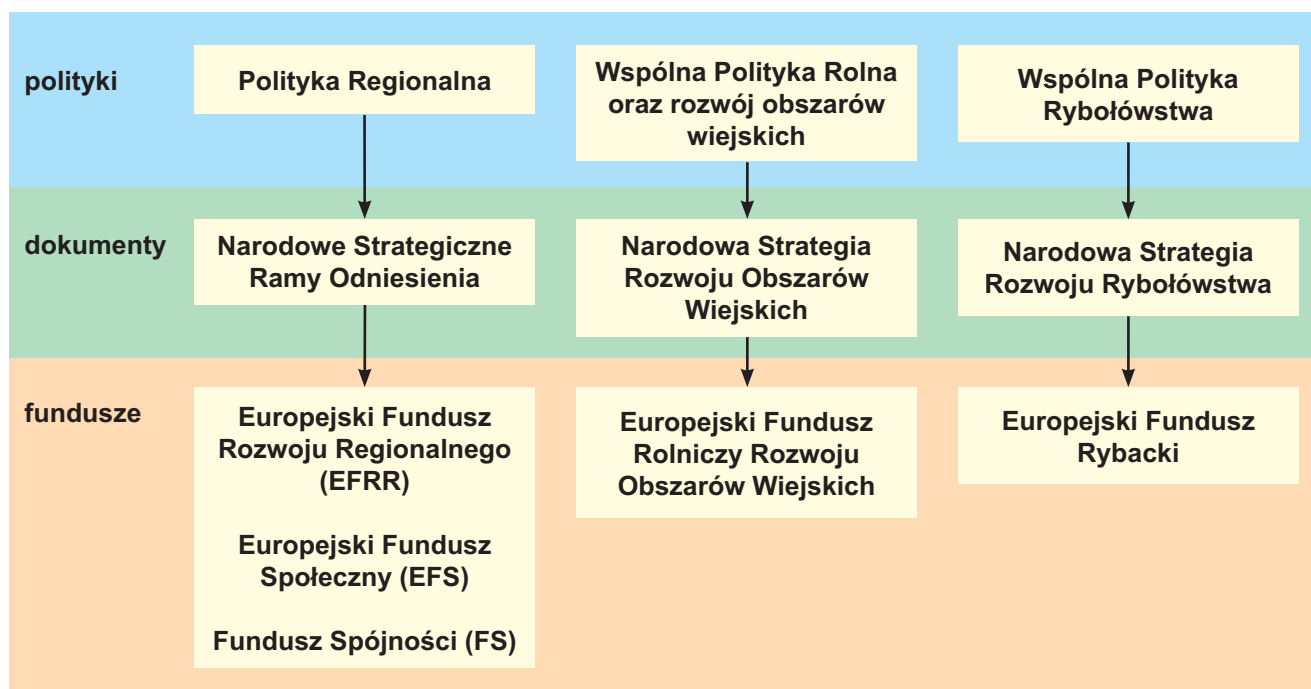 polityki
Polityka Regionalna
Wspólna Polityka Rolna
oraz rozwój obszarów
wiejskich
Wspólna Polityka
Rybołówstwa
dokumenty
Narodowe Strategiczne
Ramy Odniesienia
Narodowa Strategia
Rozwoju Obszarów
Wiejskich
Narodowa Strategia
Rozwoju Rybołówstwa
fundusze
Europejski Fundusz
Rozwoju Regionalnego
(EFRR)
Europejski Fundusz
Społeczny (EFS)
Fundusz Spójności (FS)
Europejski Fundusz
Rolniczy Rozwoju
Obszarów Wiejskich
Europejski Fundusz
Rybacki